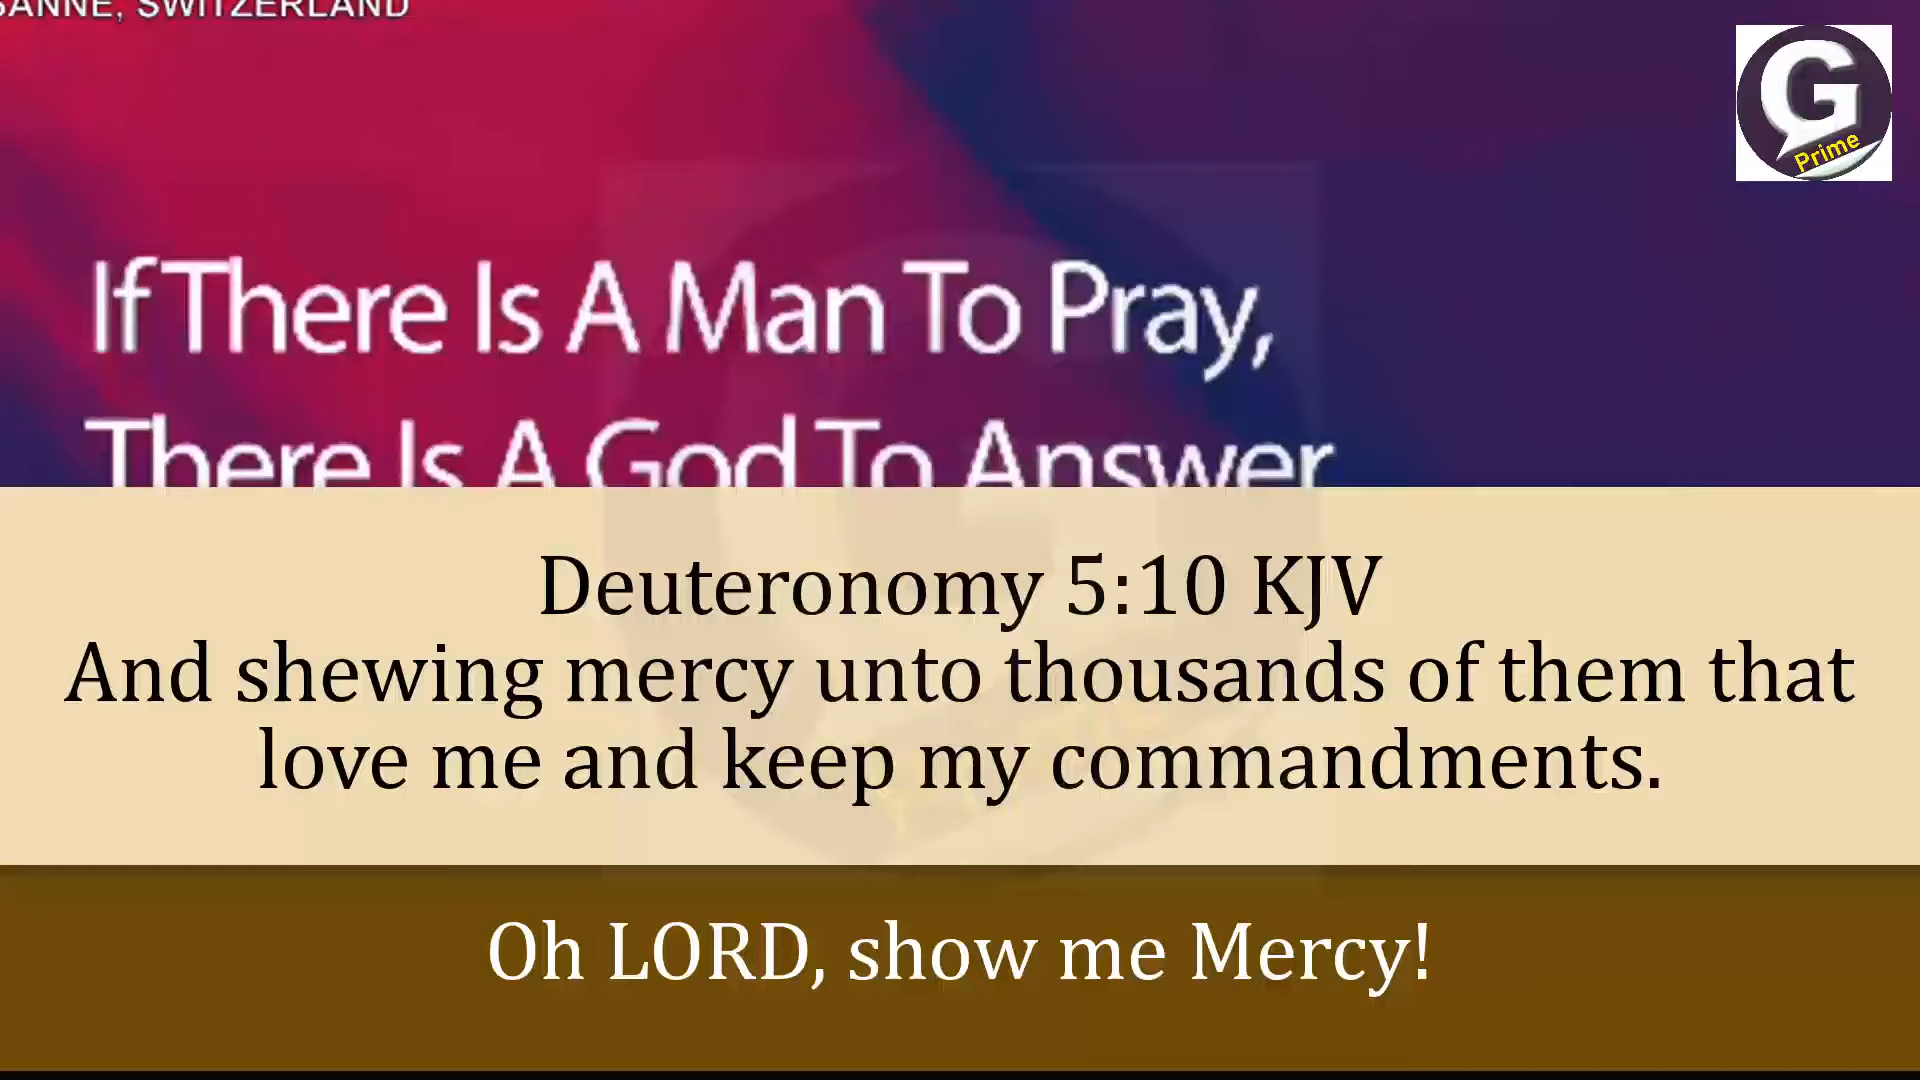 SWITZERLAND
G
Prime
If There Is A Man To Pray,
There Is A God To Answer
Deuteronomy 5:10 KJV
And shewing mercy unto thousands of them that
love me and keep my commandments.
Oh LORD, show me Mercy!